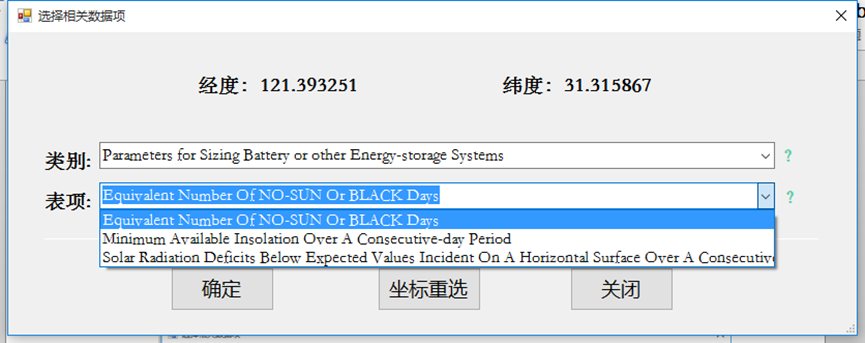 选择相关数据项
经度：121.393251
纬度：31.315867
类别:
Parameters for Sizing Battery or other Energy-storage Systems
?
表项:
Equivalent Number Of NO-SUN Or BLACK Days
?
Equivalent Number Of NO-SUN Or BLACK Days
Minimum Available Insolation Over A Consecutive-day Period
Solar Radiation Deficits Below Expected Values Incident On A Horizontal Surface Over A Consecutive
确定
坐标重选
关闭